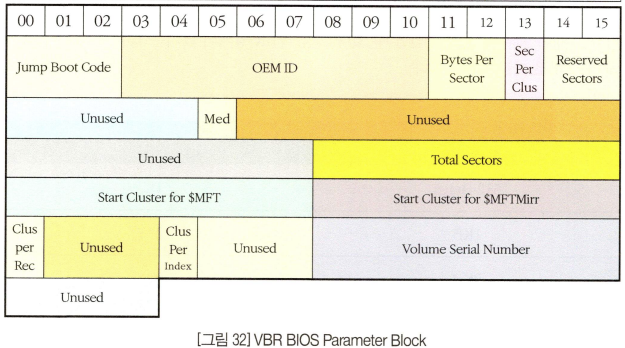 00 01 02 03 04 05 06 07 08 09 10 11 12 13 14 15
Jump Boot Code OEM ID Bytes Per Sector Sec Per Clus Reserved Sectors
Unused Med Unused
Unused Total Sectors
Start Cluster for $MFT Start Cluster for $MFTMirr
Clus per Rec Unused Clus Per Index Unused Volume Serial Number
Unused
[그림 32] VBR BIOS Parameter Block